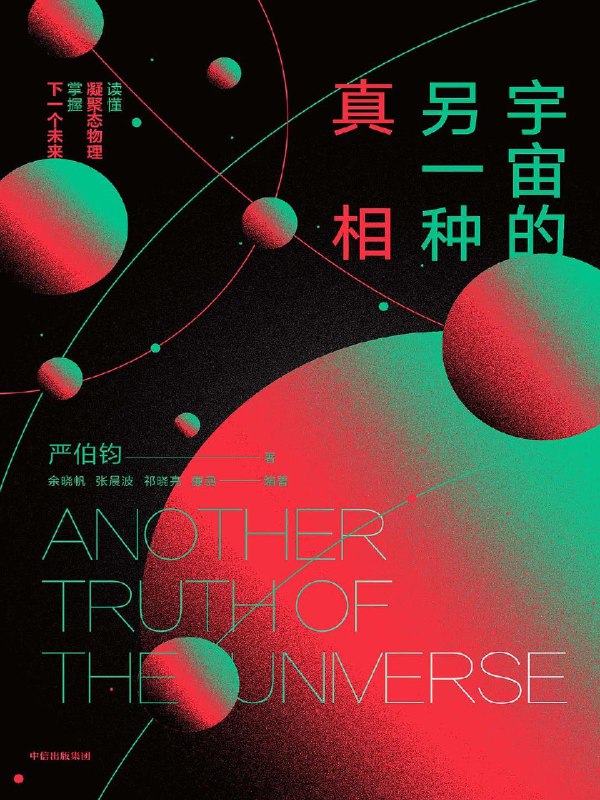 宇宙的
另一种
真相
读懂
凝聚态物理
掌握
下一个未来
严伯钧 著
余晓帆 张晨波 祁晓亮 编著
ANOTHER
TRUTH OF
THE UNIVERSE
中信出版集团